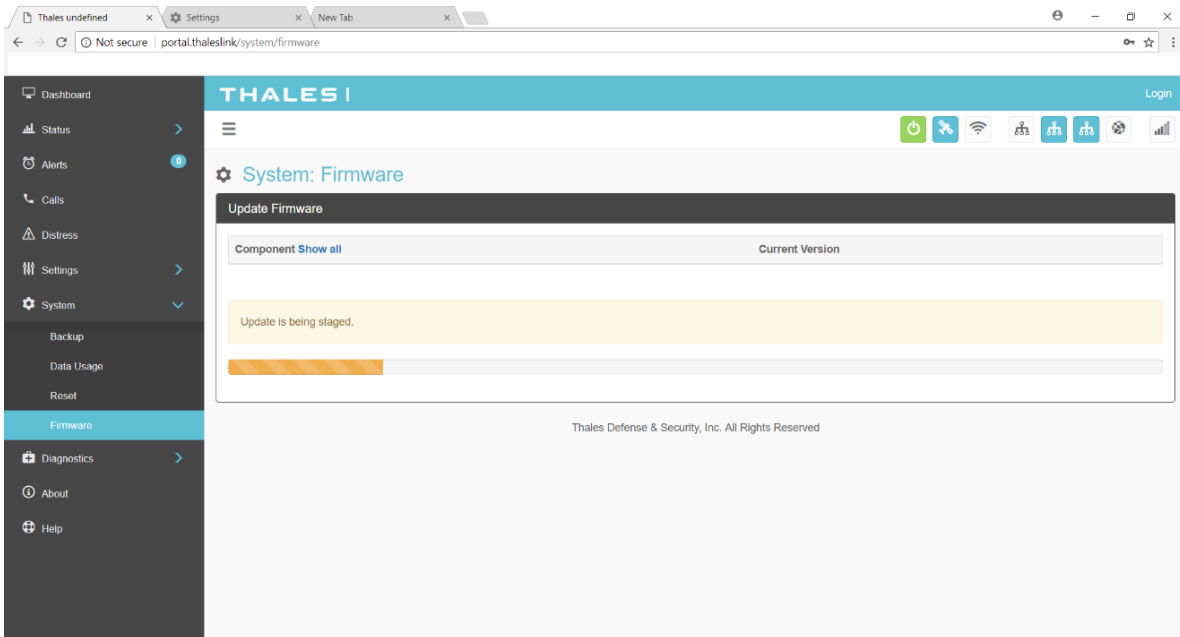 Thales undefined
Settings
New Tab
Not secure | portal.thaleslink/system/firmware
Dashboard
THALES
Login
Status
Alerts 0
Calls
System: Firmware
Update Firmware
Distress
Component Show all Current Version
Settings
System
Update is being staged.
Backup
Data Usage
Reset
Firmware
Thales Defense & Security, Inc. All Rights Reserved
Diagnostics
About
Help